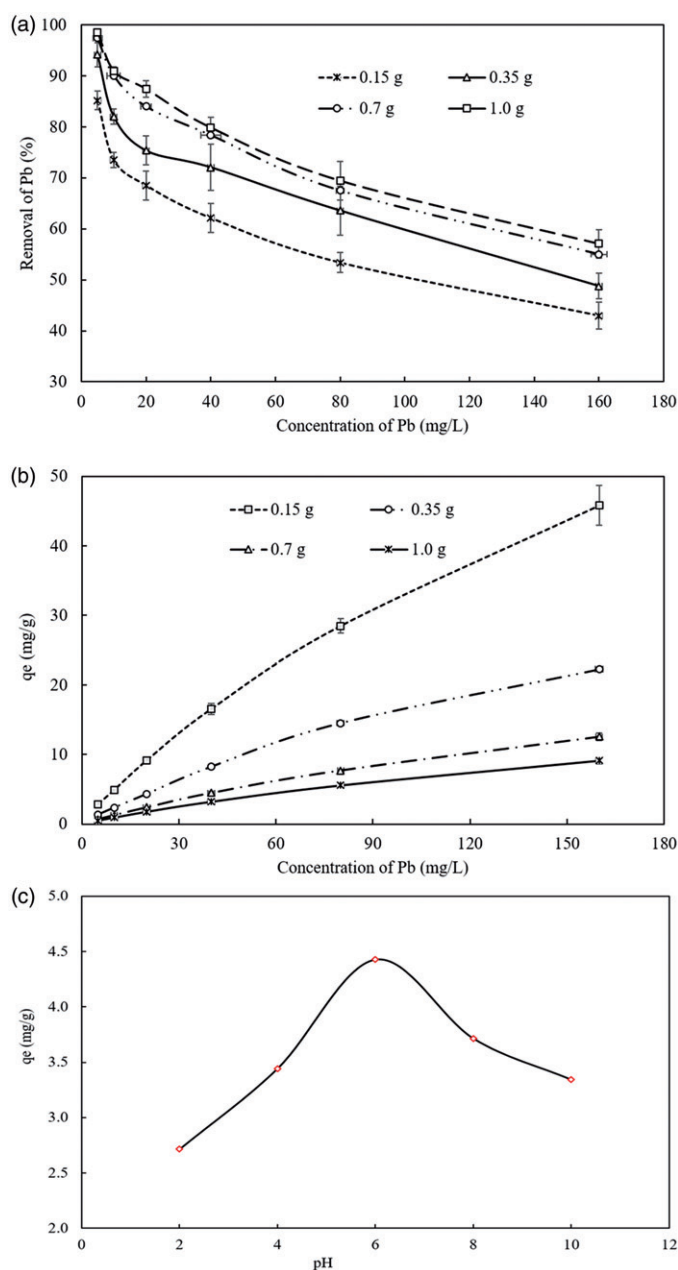 (a)
100
90
80
70
60
50
40
30
Removal of Pb (%)
0.15 g
0.35 g
0.7 g
1.0 g
0 20 40 60 80 100 120 140 160 180
Concentration of Pb (mg/L)
(b)
50
40
30
20
10
0
qe (mg/g)
0.15 g
0.35 g
0.7 g
1.0 g
0 30 60 90 120 150 180
Concentration of Pb (mg/L)
(c)
5.0
4.5
4.0
3.5
3.0
2.5
2.0
qe (mg/g)
0 2 4 6 8 10 12
pH